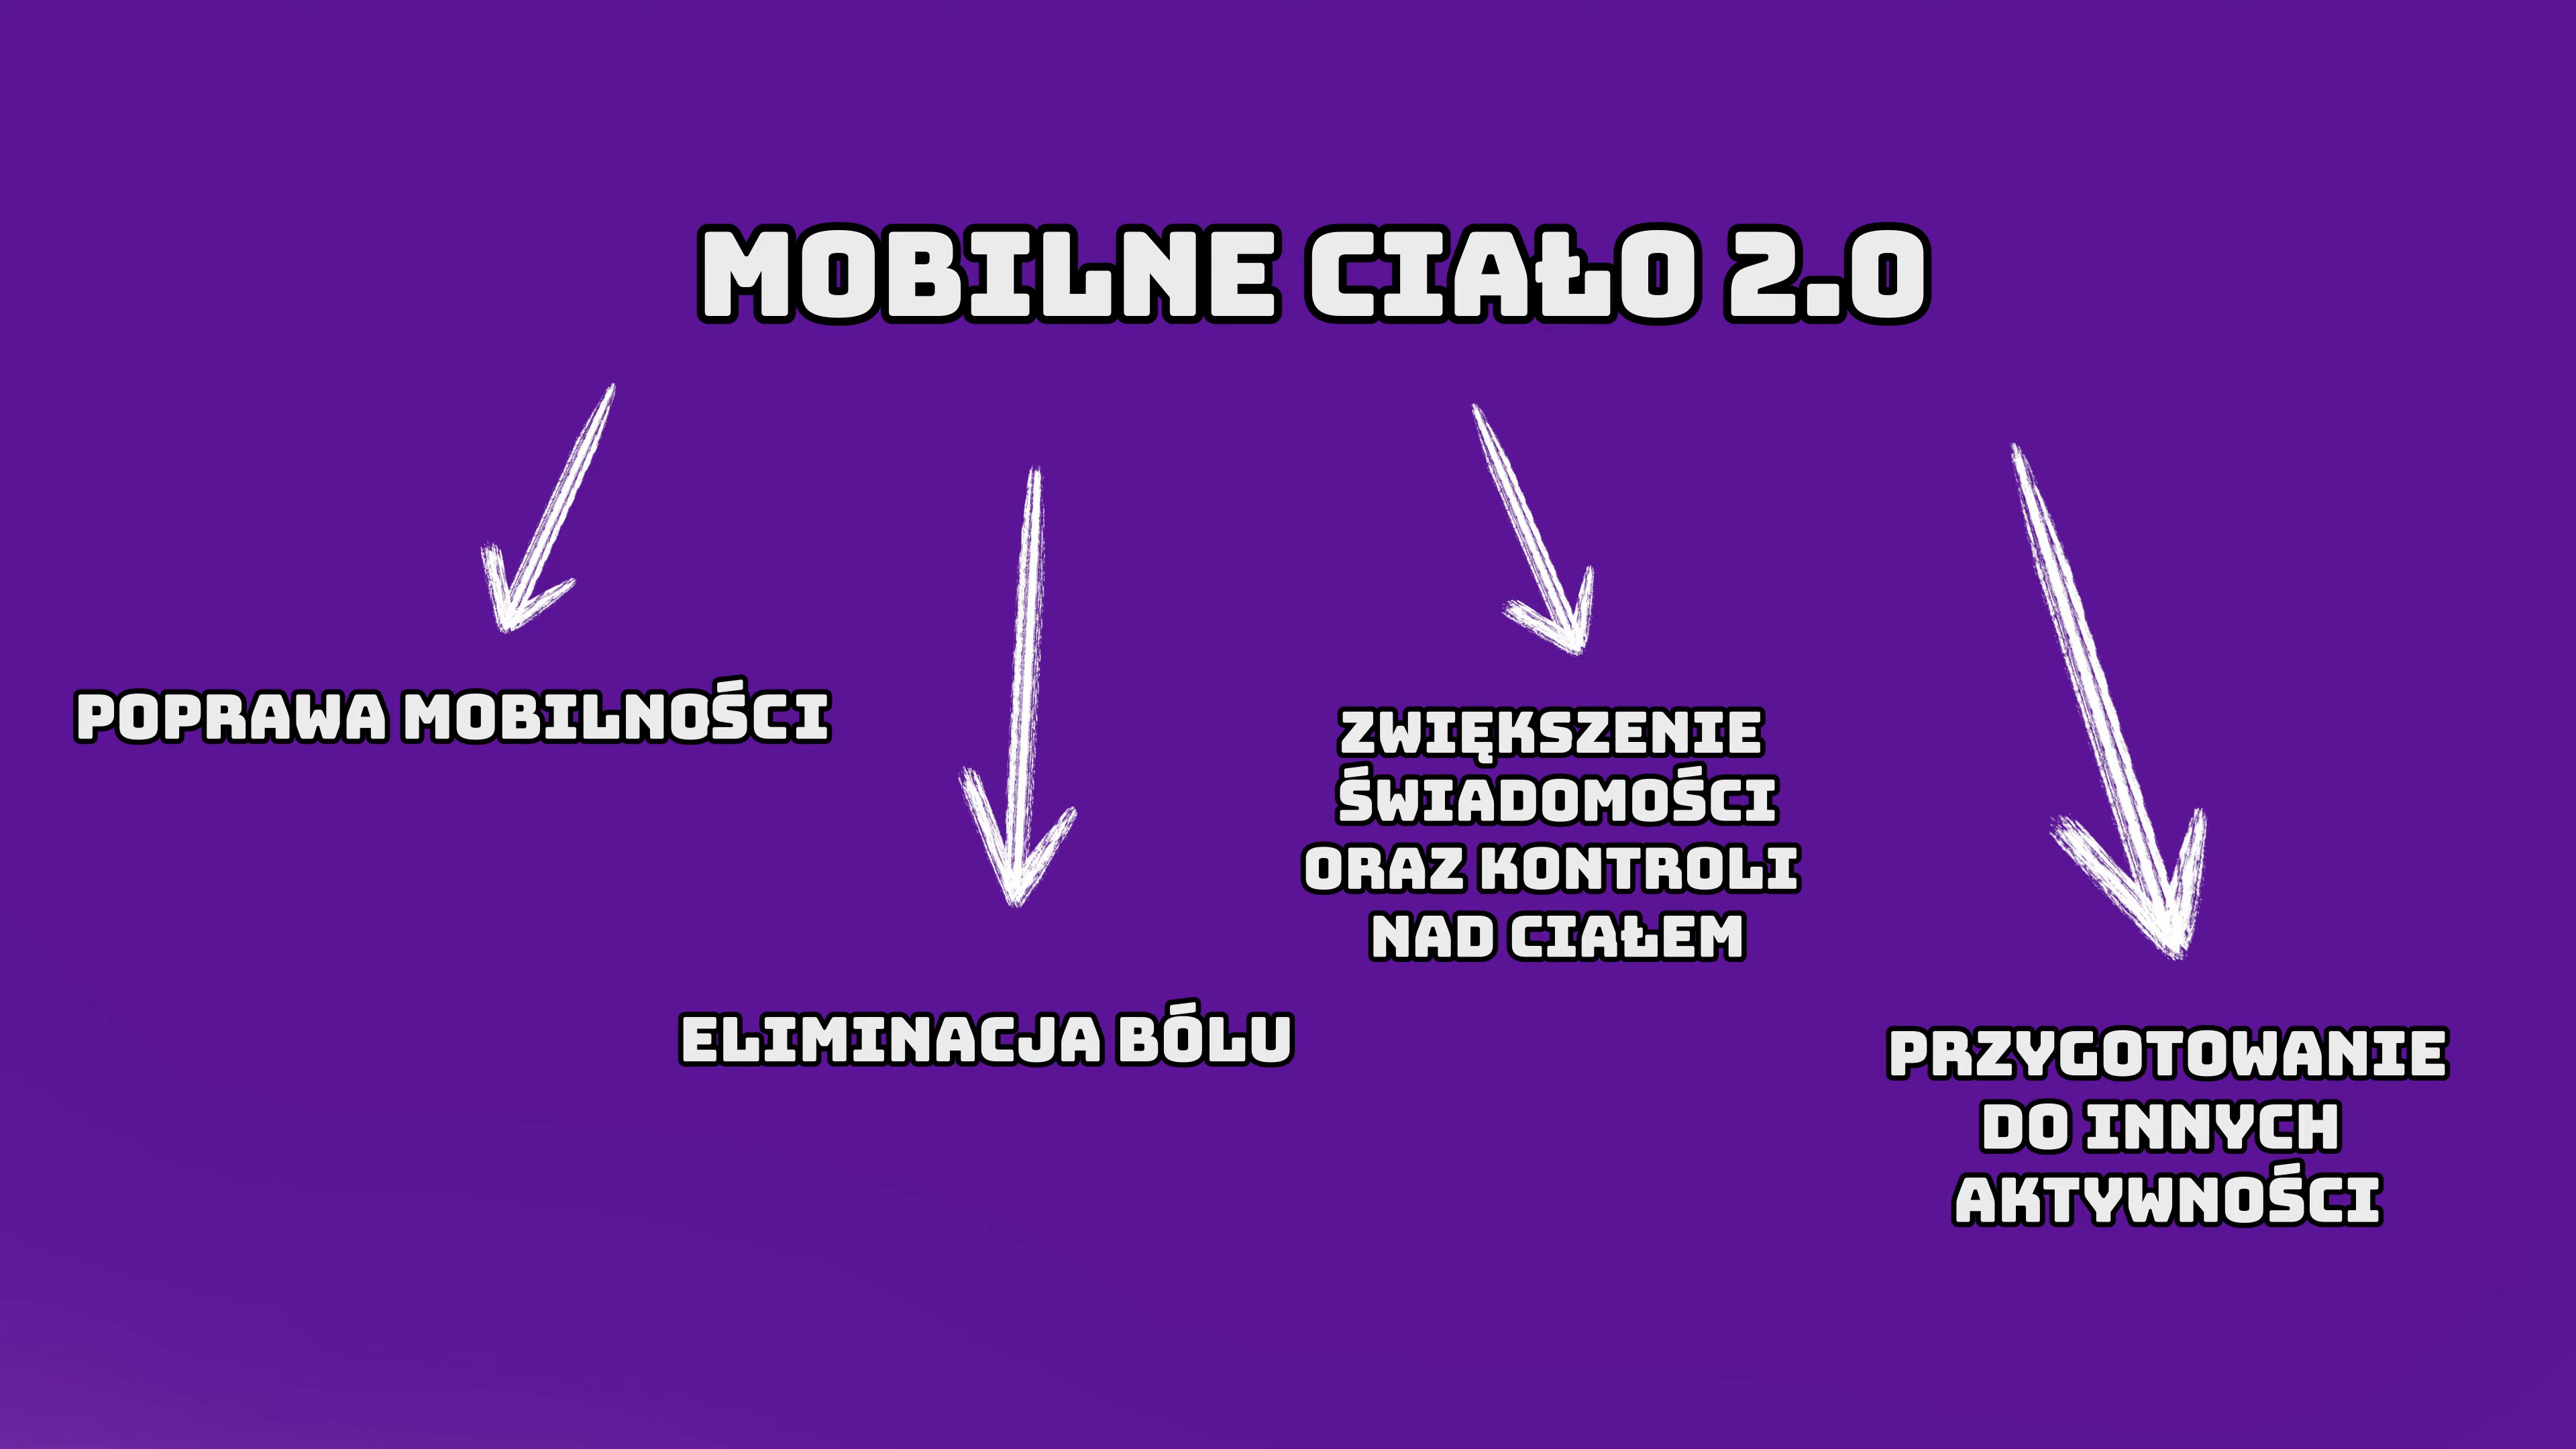 MOBILNE CIAŁO 2.0
POPRAWA MOBILNOŚCI
ELIMINACJA BÓLU
ZWIĘKSZENIE
ŚWIADOMOŚCI
ORAZ KONTROLI
NAD CIAŁEM
PRZYGOTOWANIE
DO INNYCH
AKTYWNOŚCI